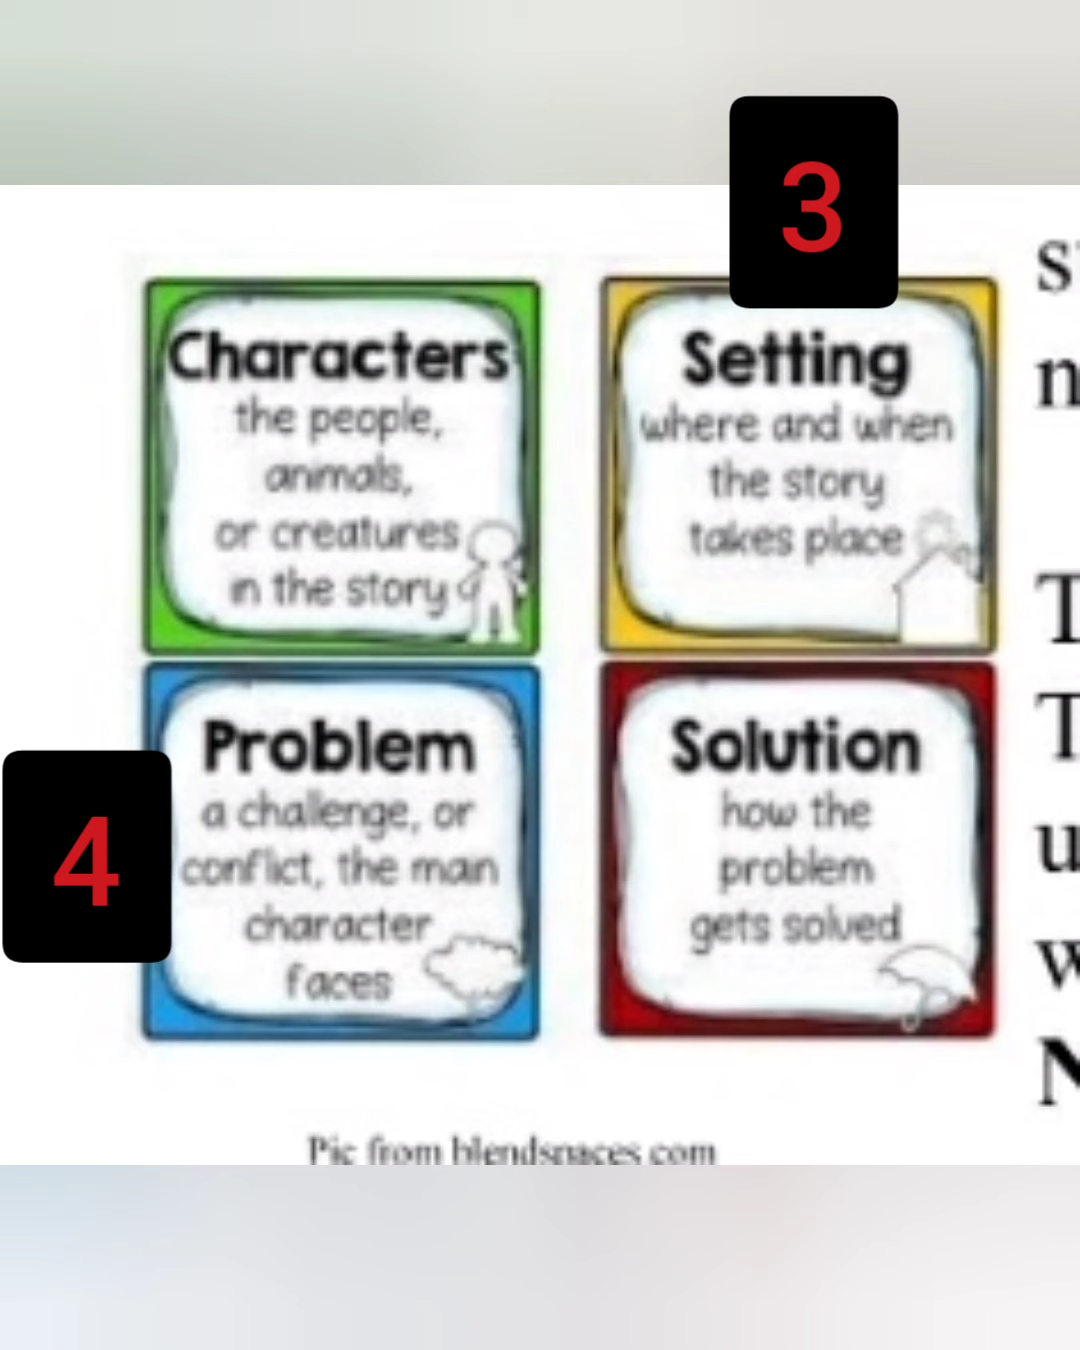 3
Characters
the people,
animals,
or creatures
in the story
Setting
where and when
the story
takes place
4
Problem
a challenge, or
conflict, the main
character
faces
Solution
how the
problem
gets solved
Pic from blendspaces.com